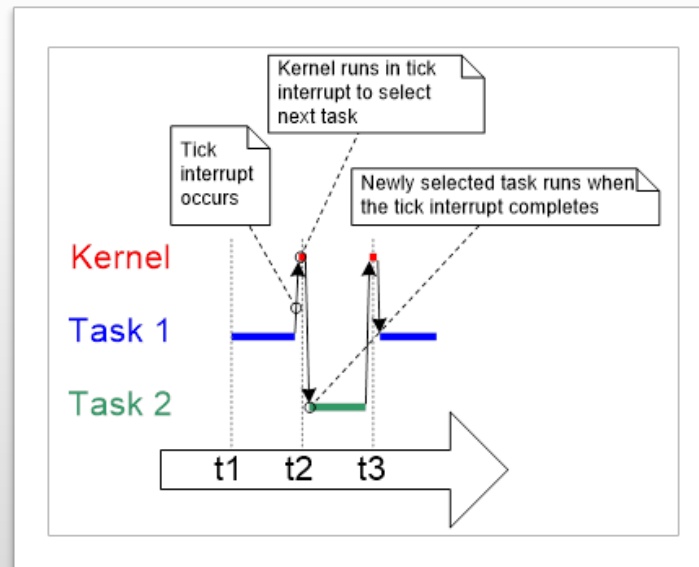 Kernel runs in tick
interrupt to select
next task
Tick
interrupt
occurs
Newly selected task runs when
the tick interrupt completes
Kernel
Task 1
Task 2
t1 t2 t3